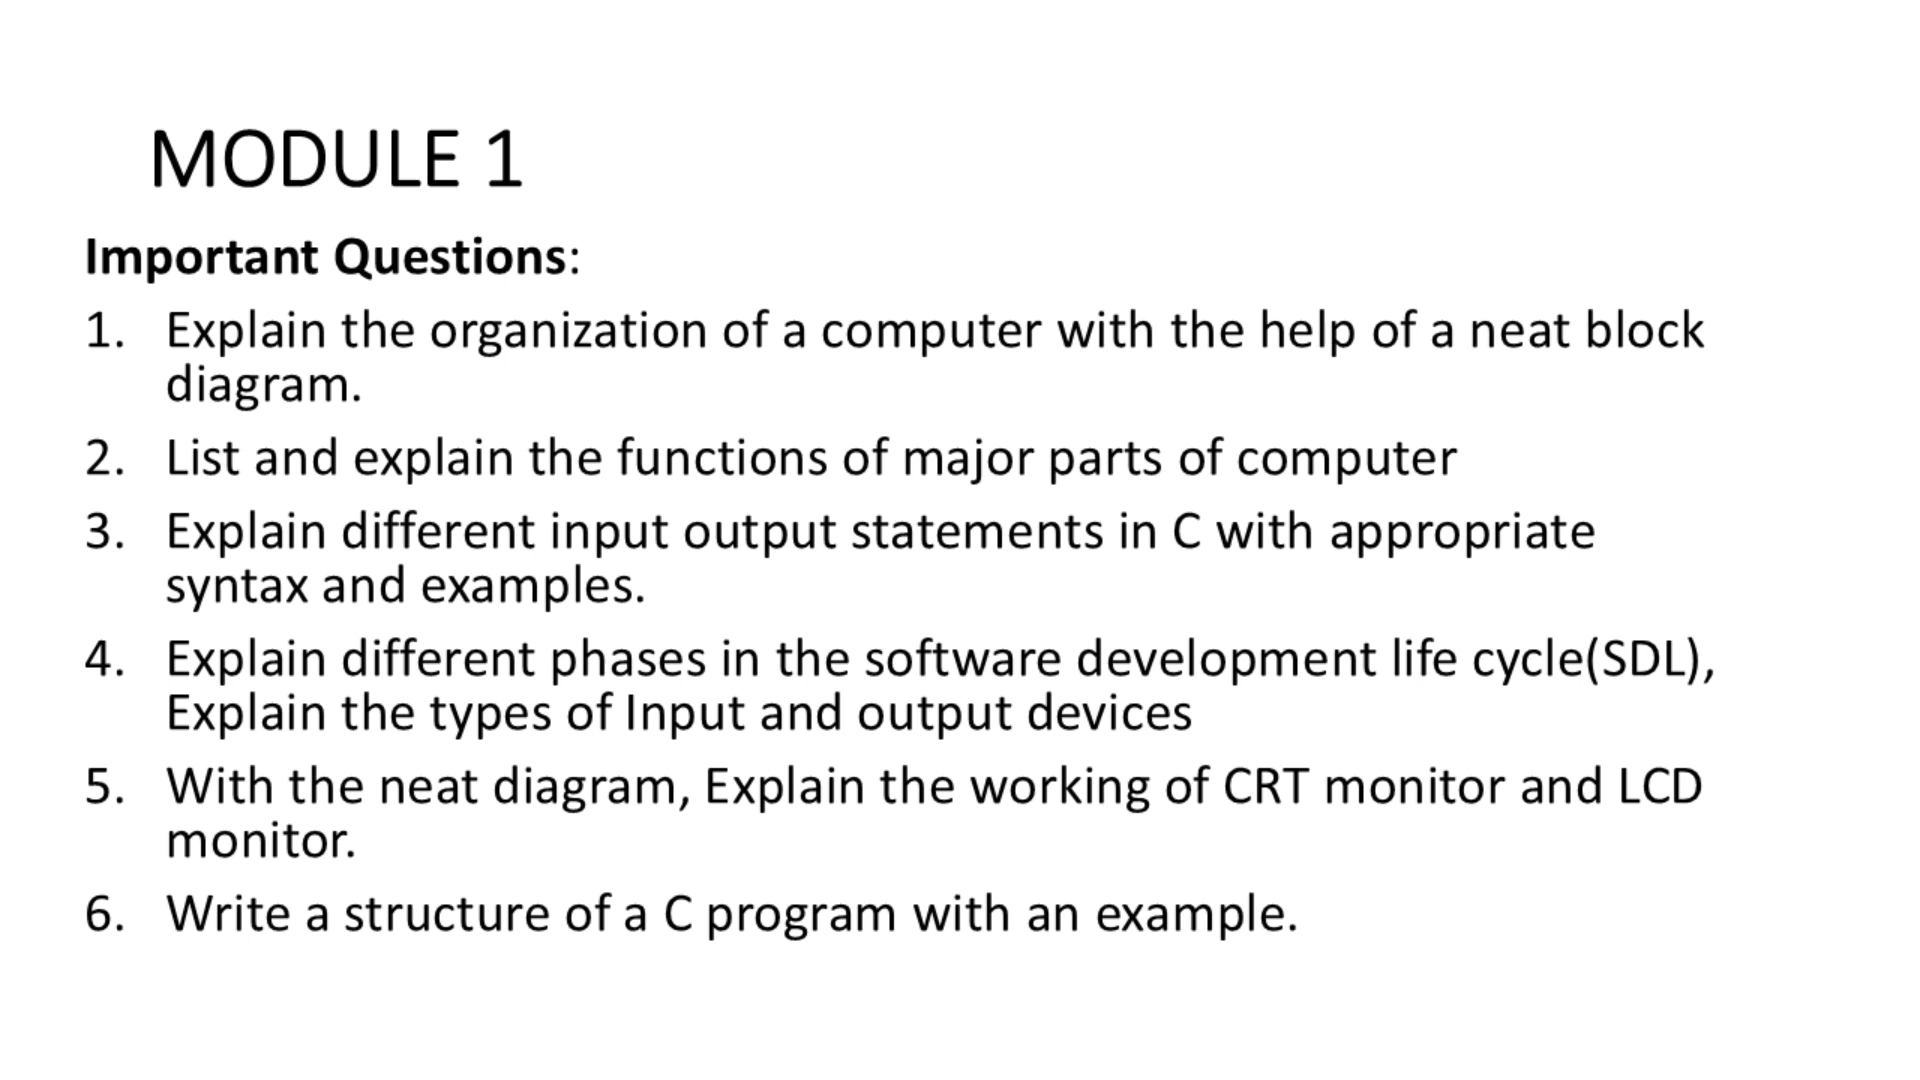 MODULE 1
Important Questions:
1. Explain the organization of a computer with the help of a neat block
diagram.
2. List and explain the functions of major parts of computer
3. Explain different input output statements in C with appropriate
syntax and examples.
4. Explain different phases in the software development life cycle(SDL),
Explain the types of Input and output devices
5. With the neat diagram, Explain the working of CRT monitor and LCD
monitor.
6. Write a structure of a C program with an example.